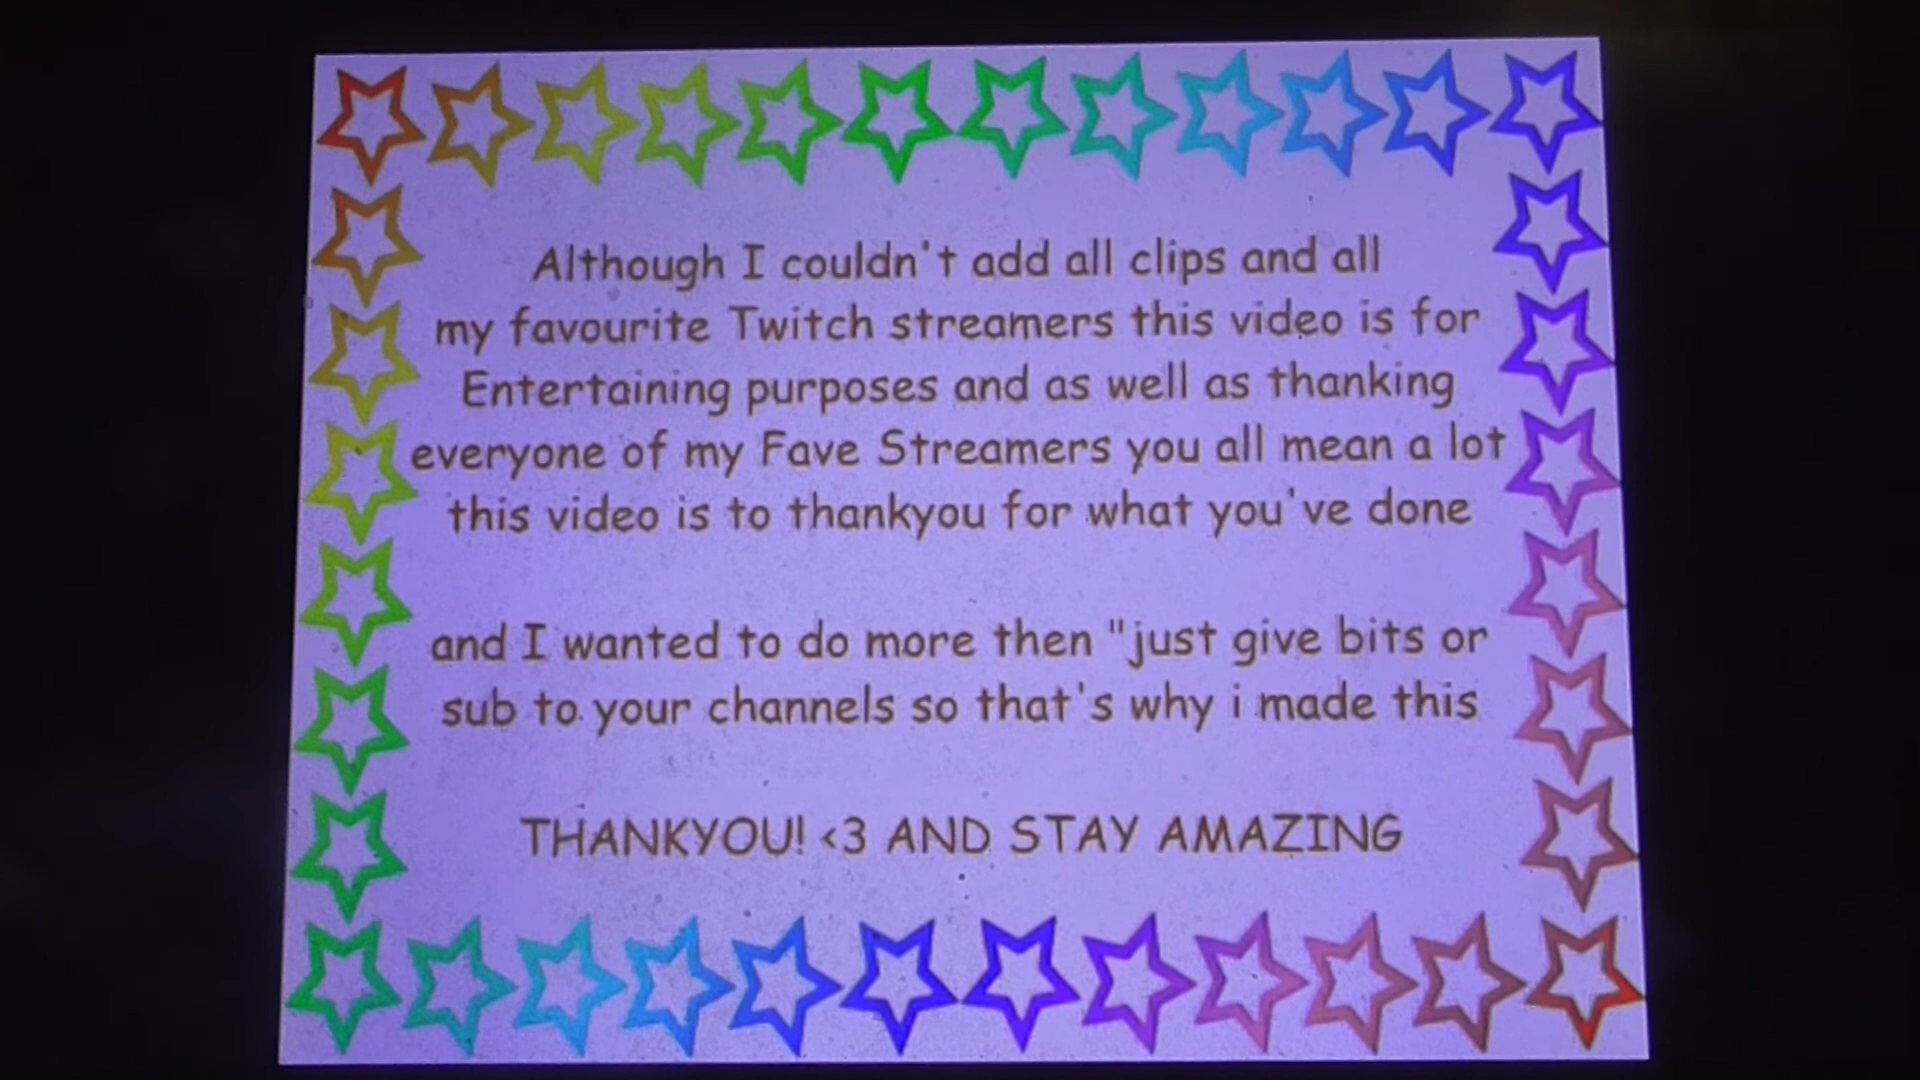 Although I couldn't add all clips and all
my favourite Twitch streamers this video is for
Entertaining purposes and as well as thanking
everyone of my Fave Streamers you all mean a lot
this video is to thankyou for what you've done
and I wanted to do more then "just give bits or
sub to your channels so that's why i made this
THANKYOU! <3 AND STAY AMAZING